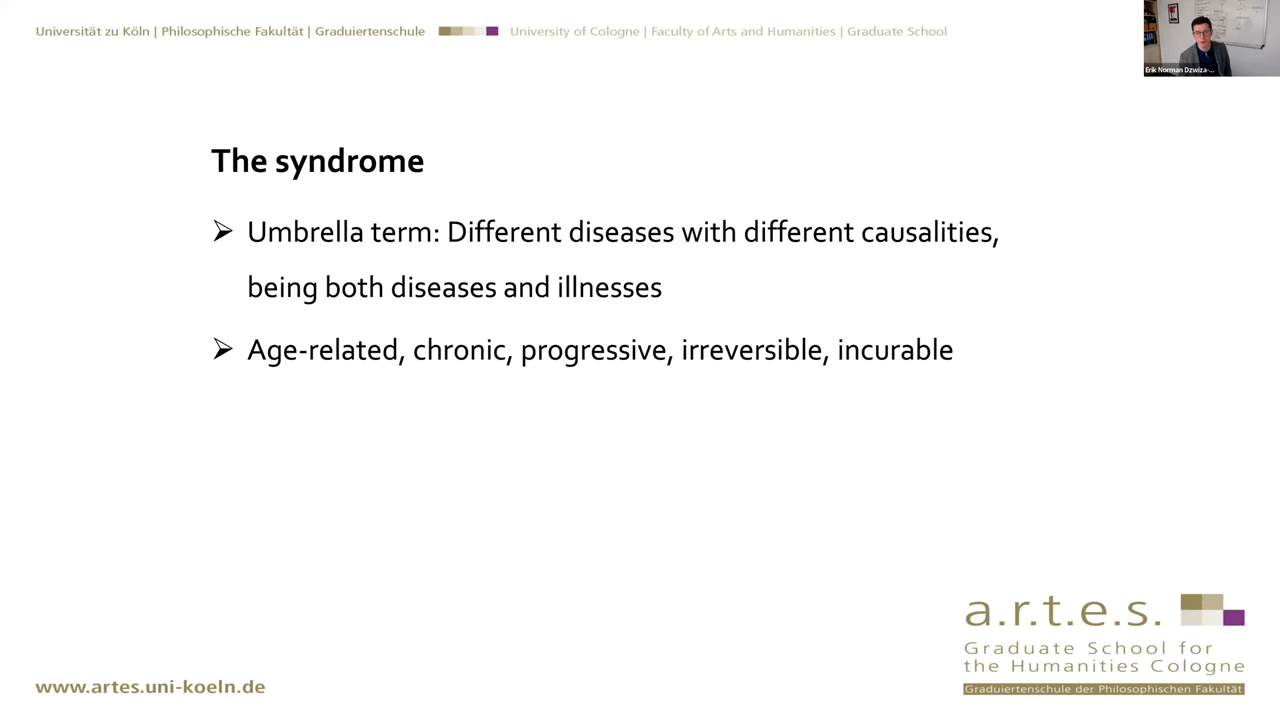 Universität zu Köln | Philosophische Fakultät | Graduiertenschule
University of Cologne | Faculty of Arts and Humanities | Graduate School
Erik Norman Dzwiza-...
The syndrome
➢ Umbrella term: Different diseases with different causalities,
being both diseases and illnesses
➢ Age-related, chronic, progressive, irreversible, incurable
a.r.t.e.s.
Graduate School for
the Humanities Cologne
Graduiertenschule der Philosophischen Fakultät
www.artes.uni-koeln.de